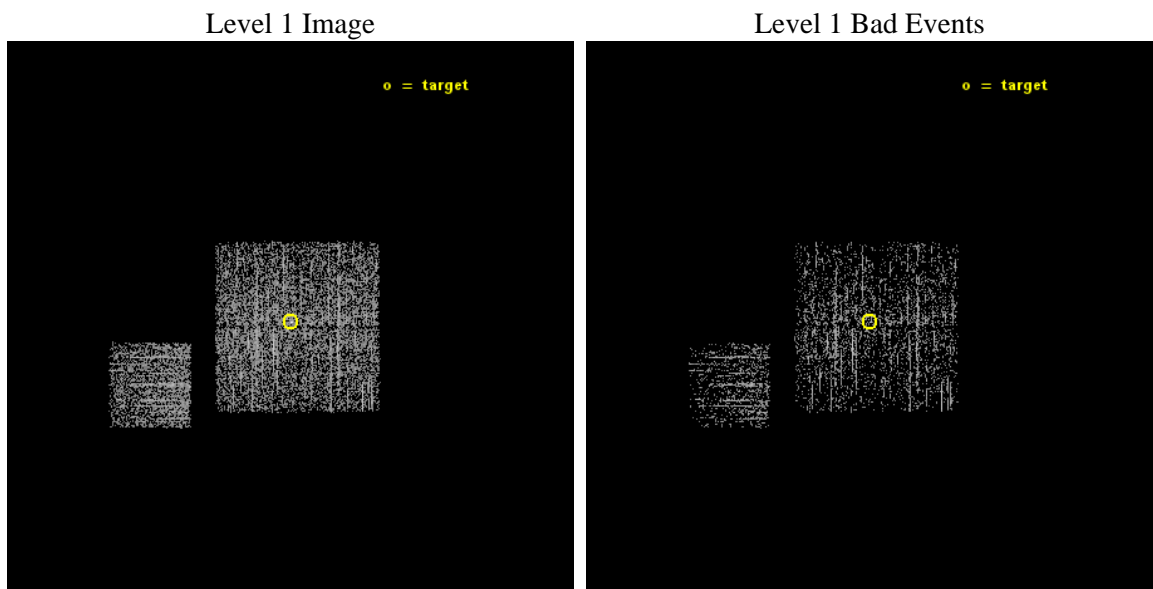 Level 1 Image
Level 1 Bad Events
o = target
o = target